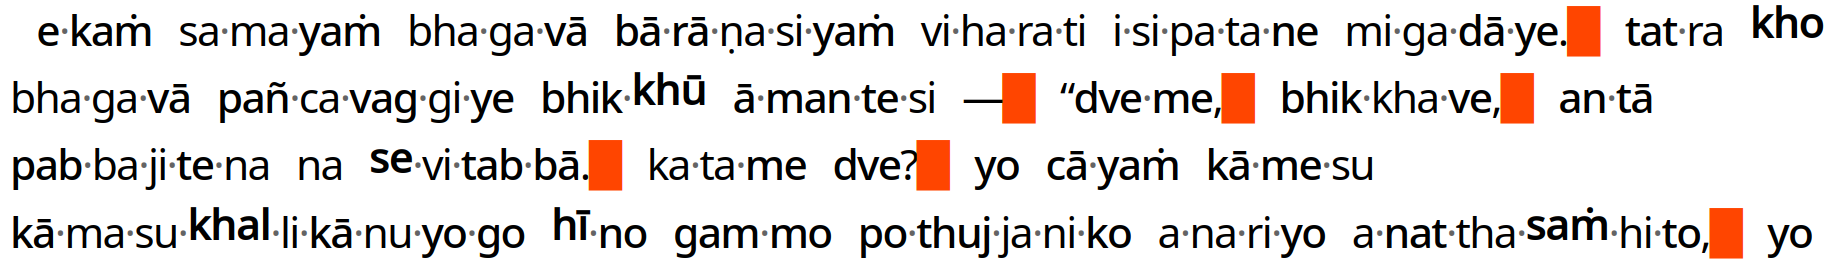 e·kaṁ sa·ma·yaṁ bha·ga·vā bā·rā·ṇa·si·yaṁ vi·ha·ra·ti i·si·pa·ta·ne mi·ga·dā·ye. tat·ra kho
bha·ga·vā pañ·ca·vag·gi·ye bhik·khū ā·man·te·si — “dve·me, bhik·kha·ve, an·tā
pab·ba·ji·te·na na se·vi·tab·bā. ka·ta·me dve? yo cā·yaṁ kā·me·su
kā·ma·su·khal·li·kā·nu·yo·go hī·no gam·mo po·thuj·ja·ni·ko a·na·ri·yo a·nat·tha·saṁ·hi·to, yo